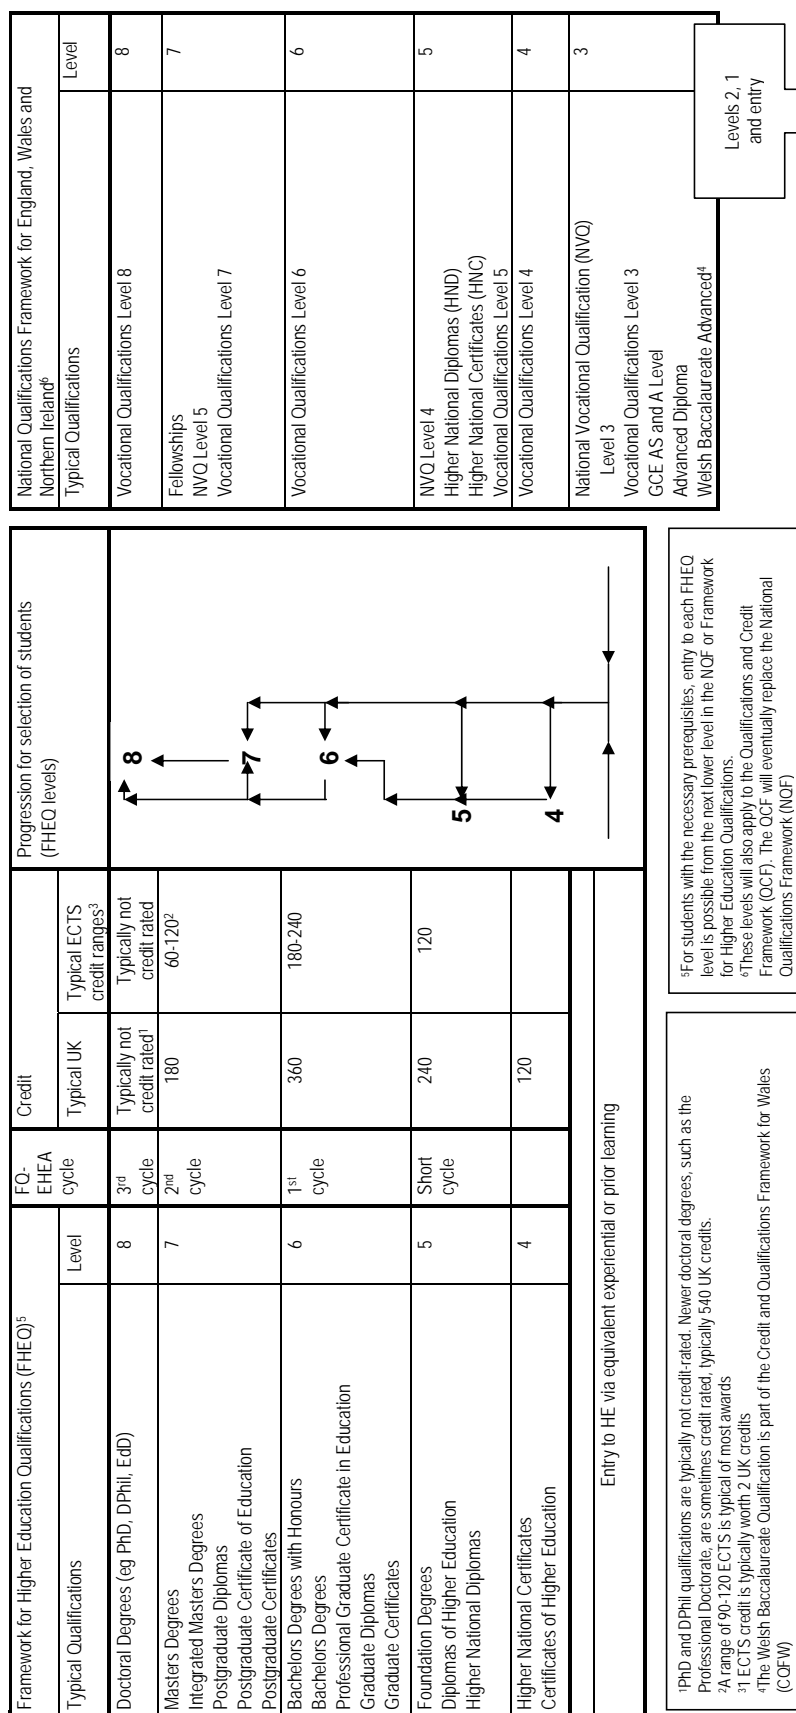 Framework for Higher Education Qualifications (FHEQ)⁵
FQ-
EHEA
cycle
Credit
Progression for selection of students
(FHEQ levels)
Typical Qualifications
Level
Typical UK
Typical ECTS
credit ranges³
Doctoral Degrees (eg PhD, DPhil, EdD)
8
3rd
cycle
Typically not
credit rated¹
Typically not
credit rated
Masters Degrees
Integrated Masters Degrees
Postgraduate Diplomas
Postgraduate Certificate of Education
Postgraduate Certificates
7
2nd
cycle
180
60-120²
Bachelors Degrees with Honours
Bachelors Degrees
Professional Graduate Certificate in Education
Graduate Diplomas
Graduate Certificates
6
1st
cycle
360
180-240
Foundation Degrees
Diplomas of Higher Education
Higher National Diplomas
5
Short
cycle
240
120
Higher National Certificates
Certificates of Higher Education
4
120
Entry to HE via equivalent experiential or prior learning
8
7
6
5
4
National Qualifications Framework for England, Wales and
Northern Ireland⁶
Typical Qualifications
Level
Vocational Qualifications Level 8
8
Fellowships
NVQ Level 5
Vocational Qualifications Level 7
7
Vocational Qualifications Level 6
6
NVQ Level 4
Higher National Diplomas (HND)
Higher National Certificates (HNC)
Vocational Qualifications Level 5
5
Vocational Qualifications Level 4
4
National Vocational Qualification (NVQ)
Level 3
Vocational Qualifications Level 3
GCE AS and A Level
Advanced Diploma
Welsh Baccalaureate Advanced⁴
3
Levels 2, 1
and entry
¹PhD and DPhil qualifications are typically not credit-rated. Newer doctoral degrees, such as the
Professional Doctorate, are sometimes credit rated, typically 540 UK credits.
²A range of 90-120 ECTS is typical of most awards
³1 ECTS credit is typically worth 2 UK credits
⁴The Welsh Baccalaureate Qualification is part of the Credit and Qualifications Framework for Wales
(CQFW)
⁵For students with the necessary prerequisites, entry to each FHEQ
level is possible from the next lower level in the NQF or Framework
for Higher Education Qualifications.
⁶These levels will also apply to the Qualifications and Credit
Framework (QCF). The QCF will eventually replace the National
Qualifications Framework (NQF)